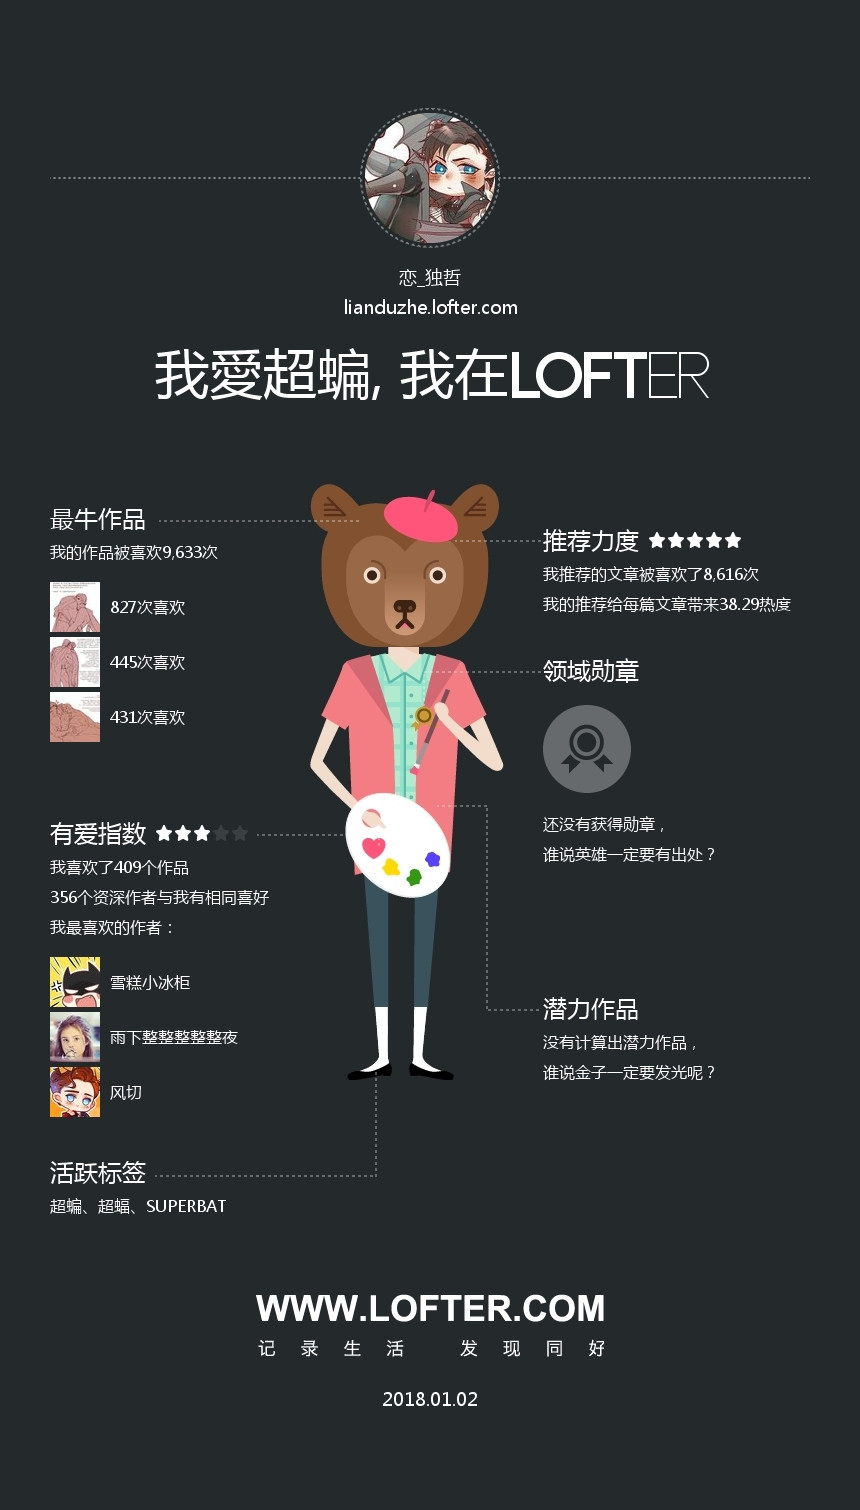 恋_独哲
lianduzhe.lofter.com
我愛超蝙, 我在LOFTER
最牛作品
我的作品被喜欢9,633次
827次喜欢
445次喜欢
431次喜欢
推荐力度
我推荐的文章被喜欢了8,616次
我的推荐给每篇文章带来38.29热度
领域勋章
还没有获得勋章，
谁说英雄一定要有出处？
有爱指数
我喜欢了409个作品
356个资深作者与我有相同喜好
我最喜欢的作者：
雪糕小冰柜
雨下整整整整整夜
风切
潜力作品
没有计算出潜力作品，
谁说金子一定要发光呢？
活跃标签
超蝙、超蝠、SUPERBAT
WWW.LOFTER.COM
记录生活 发现同好
2018.01.02